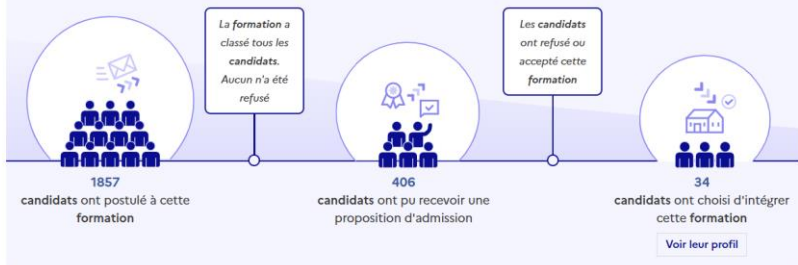 La formation a
classé tous les
candidats.
Aucun n'a été
refusé
Les candidats
ont refusé ou
accepté cette
formation
1857
candidats ont postulé à cette
formation
406
candidats ont pu recevoir une
proposition d'admission
34
candidats ont choisi d'intégrer
cette formation
Voir leur profil